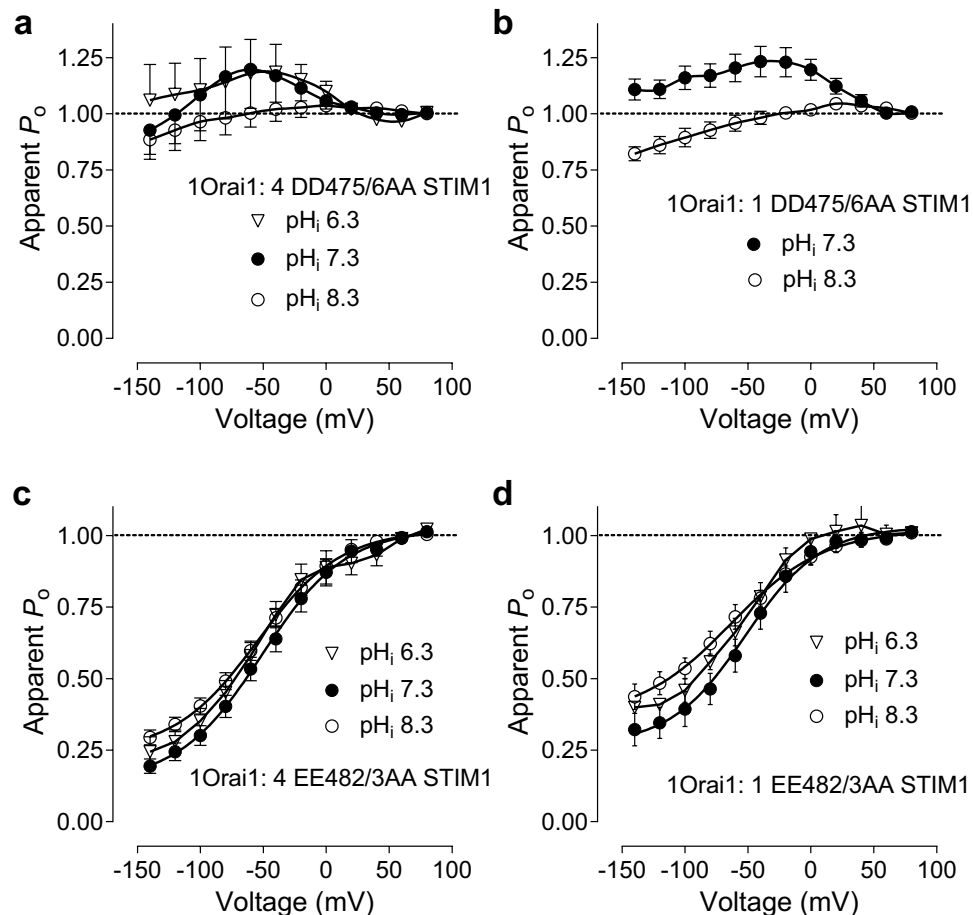 a
Apparent Po
1.25
1.00
0.75
0.50
0.25
0.00
1Orai1: 4 DD475/6AA STIM1
pHi 6.3
pHi 7.3
pHi 8.3
-150 -100 -50 0 50 100
Voltage (mV)
b
Apparent Po
1.25
1.00
0.75
0.50
0.25
0.00
1Orai1: 1 DD475/6AA STIM1
pHi 7.3
pHi 8.3
-150 -100 -50 0 50 100
Voltage (mV)
c
Apparent Po
1.00
0.75
0.50
0.25
0.00
pHi 6.3
pHi 7.3
pHi 8.3
1Orai1: 4 EE482/3AA STIM1
-150 -100 -50 0 50 100
Voltage (mV)
d
Apparent Po
1.00
0.75
0.50
0.25
0.00
pHi 6.3
pHi 7.3
pHi 8.3
1Orai1: 1 EE482/3AA STIM1
-150 -100 -50 0 50 100
Voltage (mV)